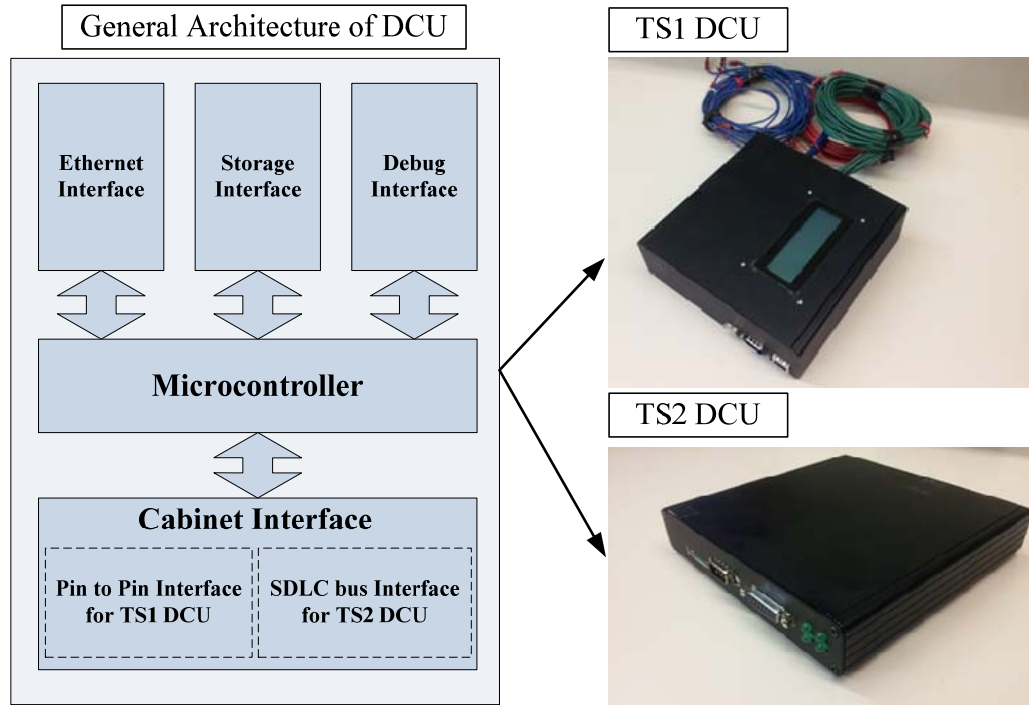 General Architecture of DCU
Ethernet
Interface
Storage
Interface
Debug
Interface
Microcontroller
Cabinet Interface
Pin to Pin Interface
for TS1 DCU
SDLC bus Interface
for TS2 DCU
TS1 DCU
TS2 DCU